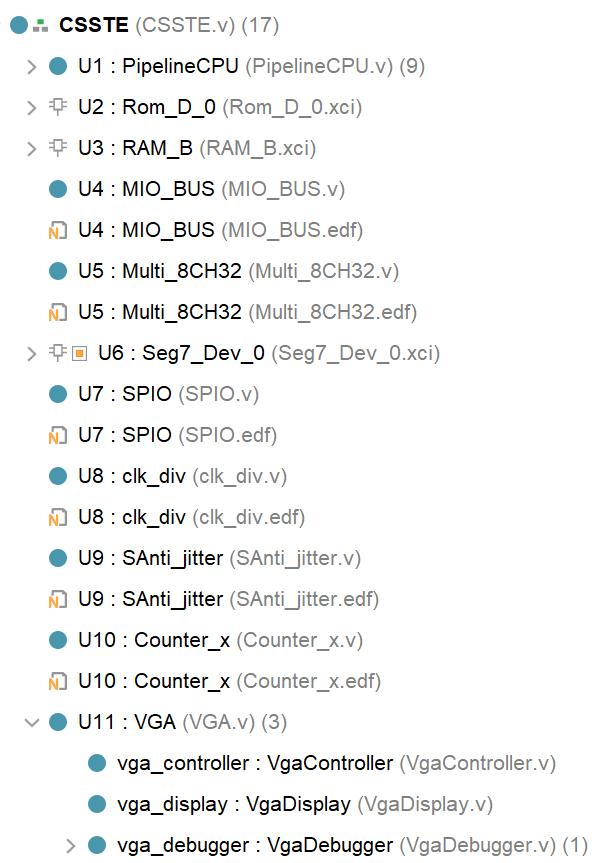 CSSTE (CSSTE.v) (17)
U1 : PipelineCPU (PipelineCPU.v) (9)
U2 : Rom_D_0 (Rom_D_0.xci)
U3 : RAM_B (RAM_B.xci)
U4 : MIO_BUS (MIO_BUS.v)
U4 : MIO_BUS (MIO_BUS.edf)
U5 : Multi_8CH32 (Multi_8CH32.v)
U5 : Multi_8CH32 (Multi_8CH32.edf)
U6 : Seg7_Dev_0 (Seg7_Dev_0.xci)
U7 : SPIO (SPIO.v)
U7 : SPIO (SPIO.edf)
U8 : clk_div (clk_div.v)
U8 : clk_div (clk_div.edf)
U9 : SAnti_jitter (SAnti_jitter.v)
U9 : SAnti_jitter (SAnti_jitter.edf)
U10 : Counter_x (Counter_x.v)
U10 : Counter_x (Counter_x.edf)
U11 : VGA (VGA.v) (3)
vga_controller : VgaController (VgaController.v)
vga_display : VgaDisplay (VgaDisplay.v)
vga_debugger : VgaDebugger (VgaDebugger.v) (1)